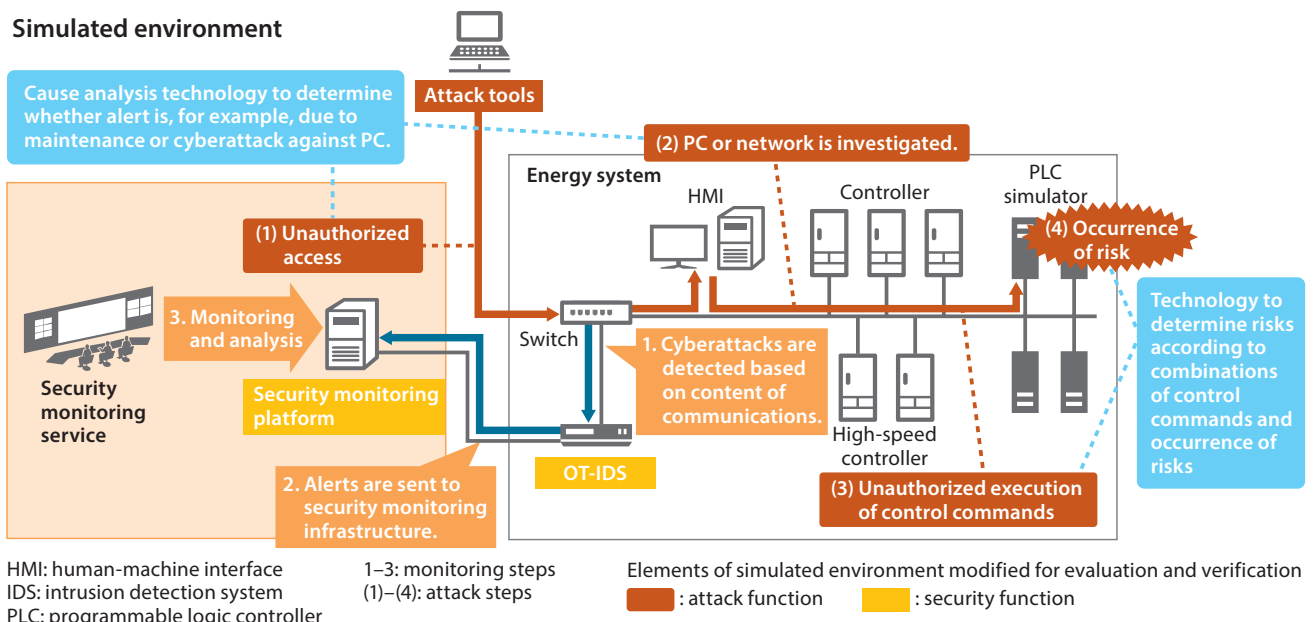 Simulated environment
Attack tools
Cause analysis technology to determine
whether alert is, for example, due to
maintenance or cyberattack against PC.
(2) PC or network is investigated.
Energy system
HMI
Controller
PLC
simulator
(1) Unauthorized
access
(4) Occurrence
of risk
3. Monitoring
and analysis
Switch
1. Cyberattacks are
detected based
on content of
communications.
Technology to
determine risks
according to
combinations
of control
commands and
occurrence of
risks
Security
monitoring
service
Security monitoring
platform
High-speed
controller
OT-IDS
2. Alerts are sent to
security monitoring
infrastructure.
(3) Unauthorized execution
of control commands
HMI: human-machine interface
IDS: intrusion detection system
PLC: programmable logic controller
1–3: monitoring steps
(1)–(4): attack steps
Elements of simulated environment modified for evaluation and verification
: attack function
: security function